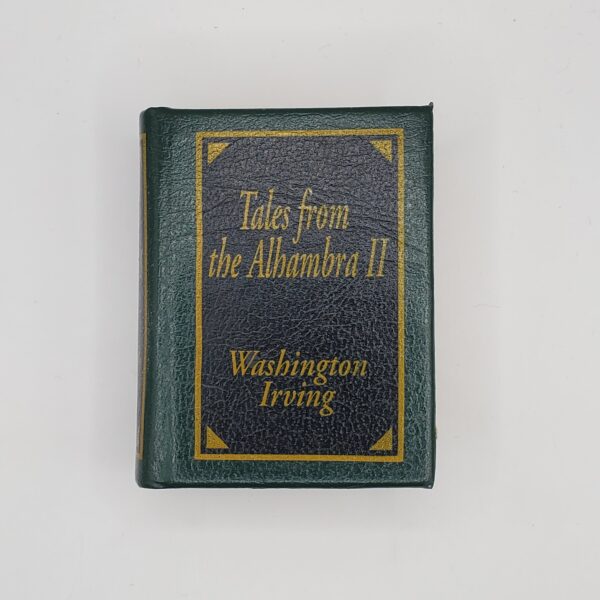 Tales from
the Alhambra II
Washington
Irving